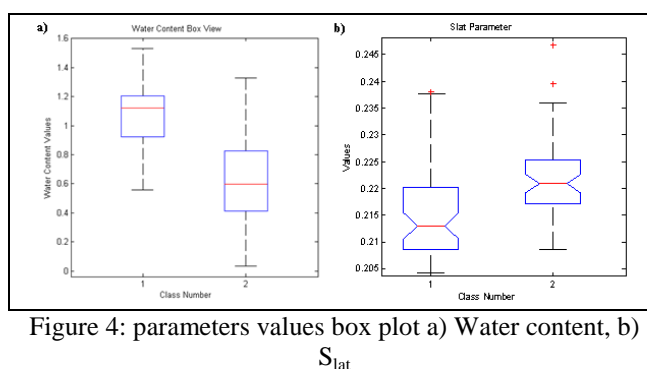 a)
Water Content Box View
Water Content Values
1.6
1.4
1.2
1
0.8
0.6
0.4
0.2
0
1 2
Class Number
b)
Slat Parameter
Values
0.245
0.24
0.235
0.23
0.225
0.22
0.215
0.21
0.205
1 2
Class Number
Figure 4: parameters values box plot a) Water content, b)
Slat